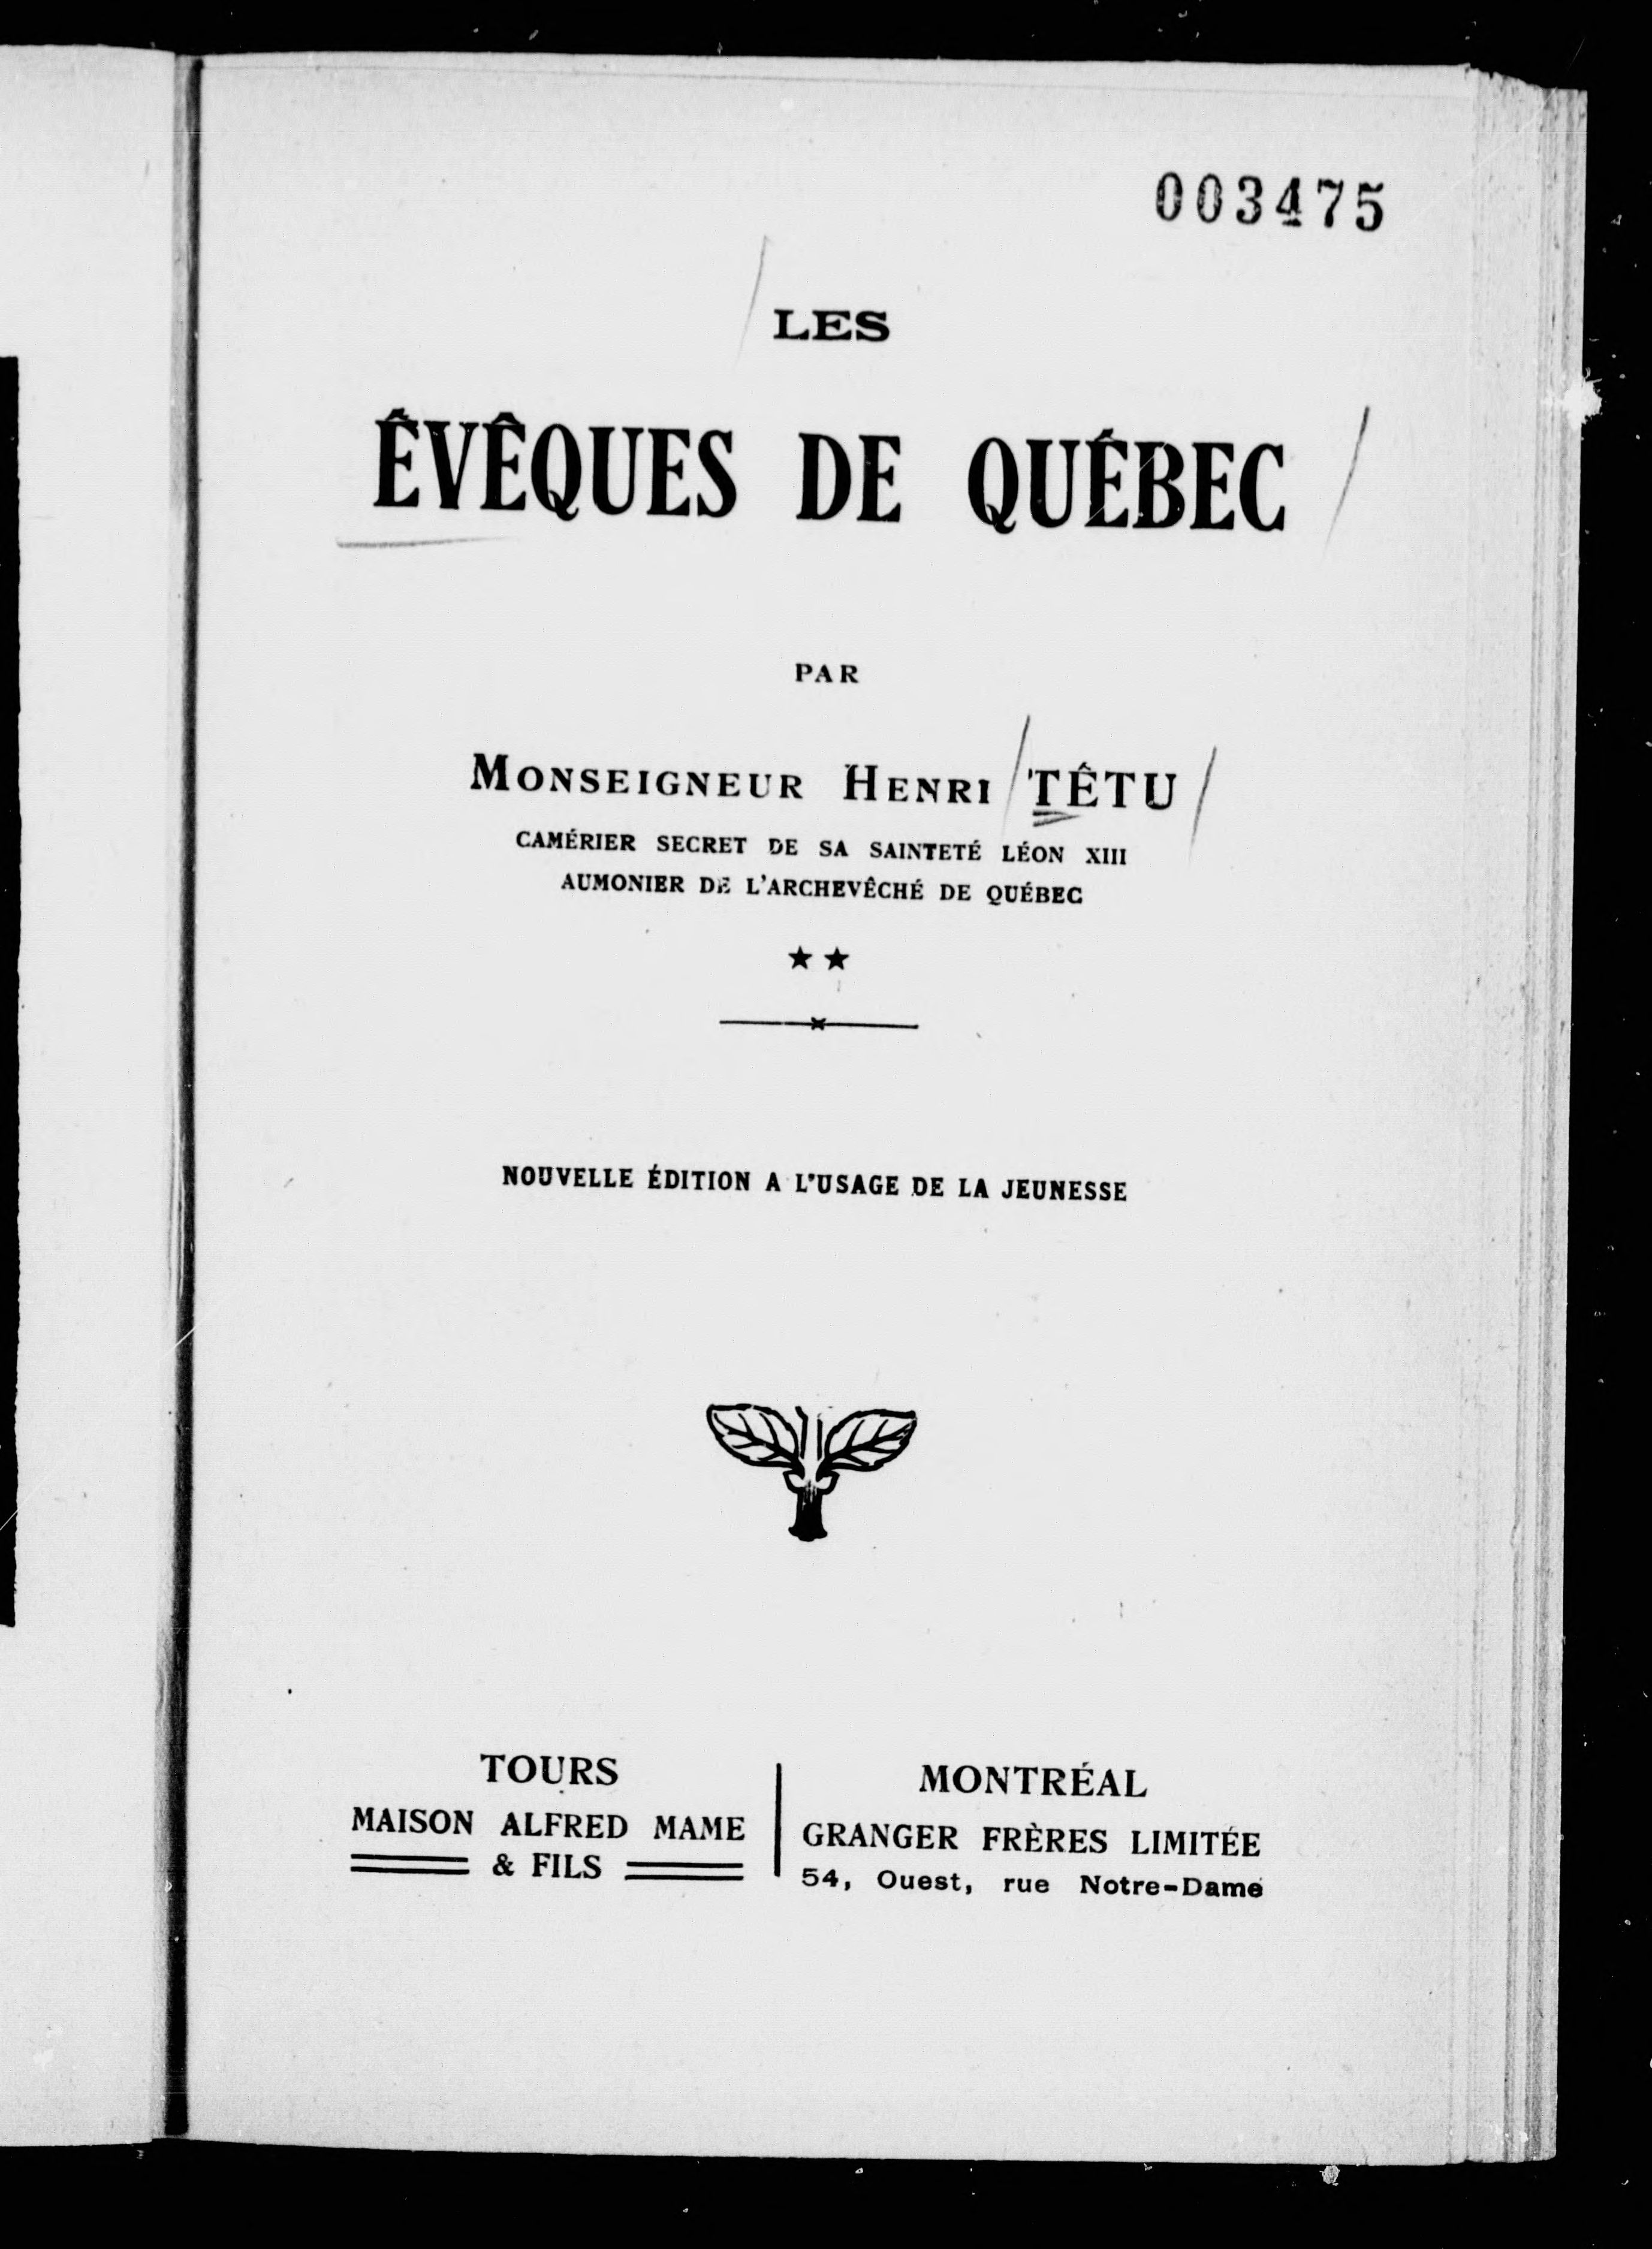 003475
LES
ÊVÊQUES DE QUÉBEC
PAR
MONSEIGNEUR HENRI TÊTU
CAMÉRIER SECRET DE SA SAINTETÉ LÉON XIII
AUMONIER DE L'ARCHEVÊCHÉ DE QUÉBEC
★ ★
NOUVELLE ÉDITION A L'USAGE DE LA JEUNESSE
TOURS
MAISON ALFRED MAME
& FILS
MONTRÉAL
GRANGER FRÈRES LIMITÉE
54, Ouest, rue Notre-Dame